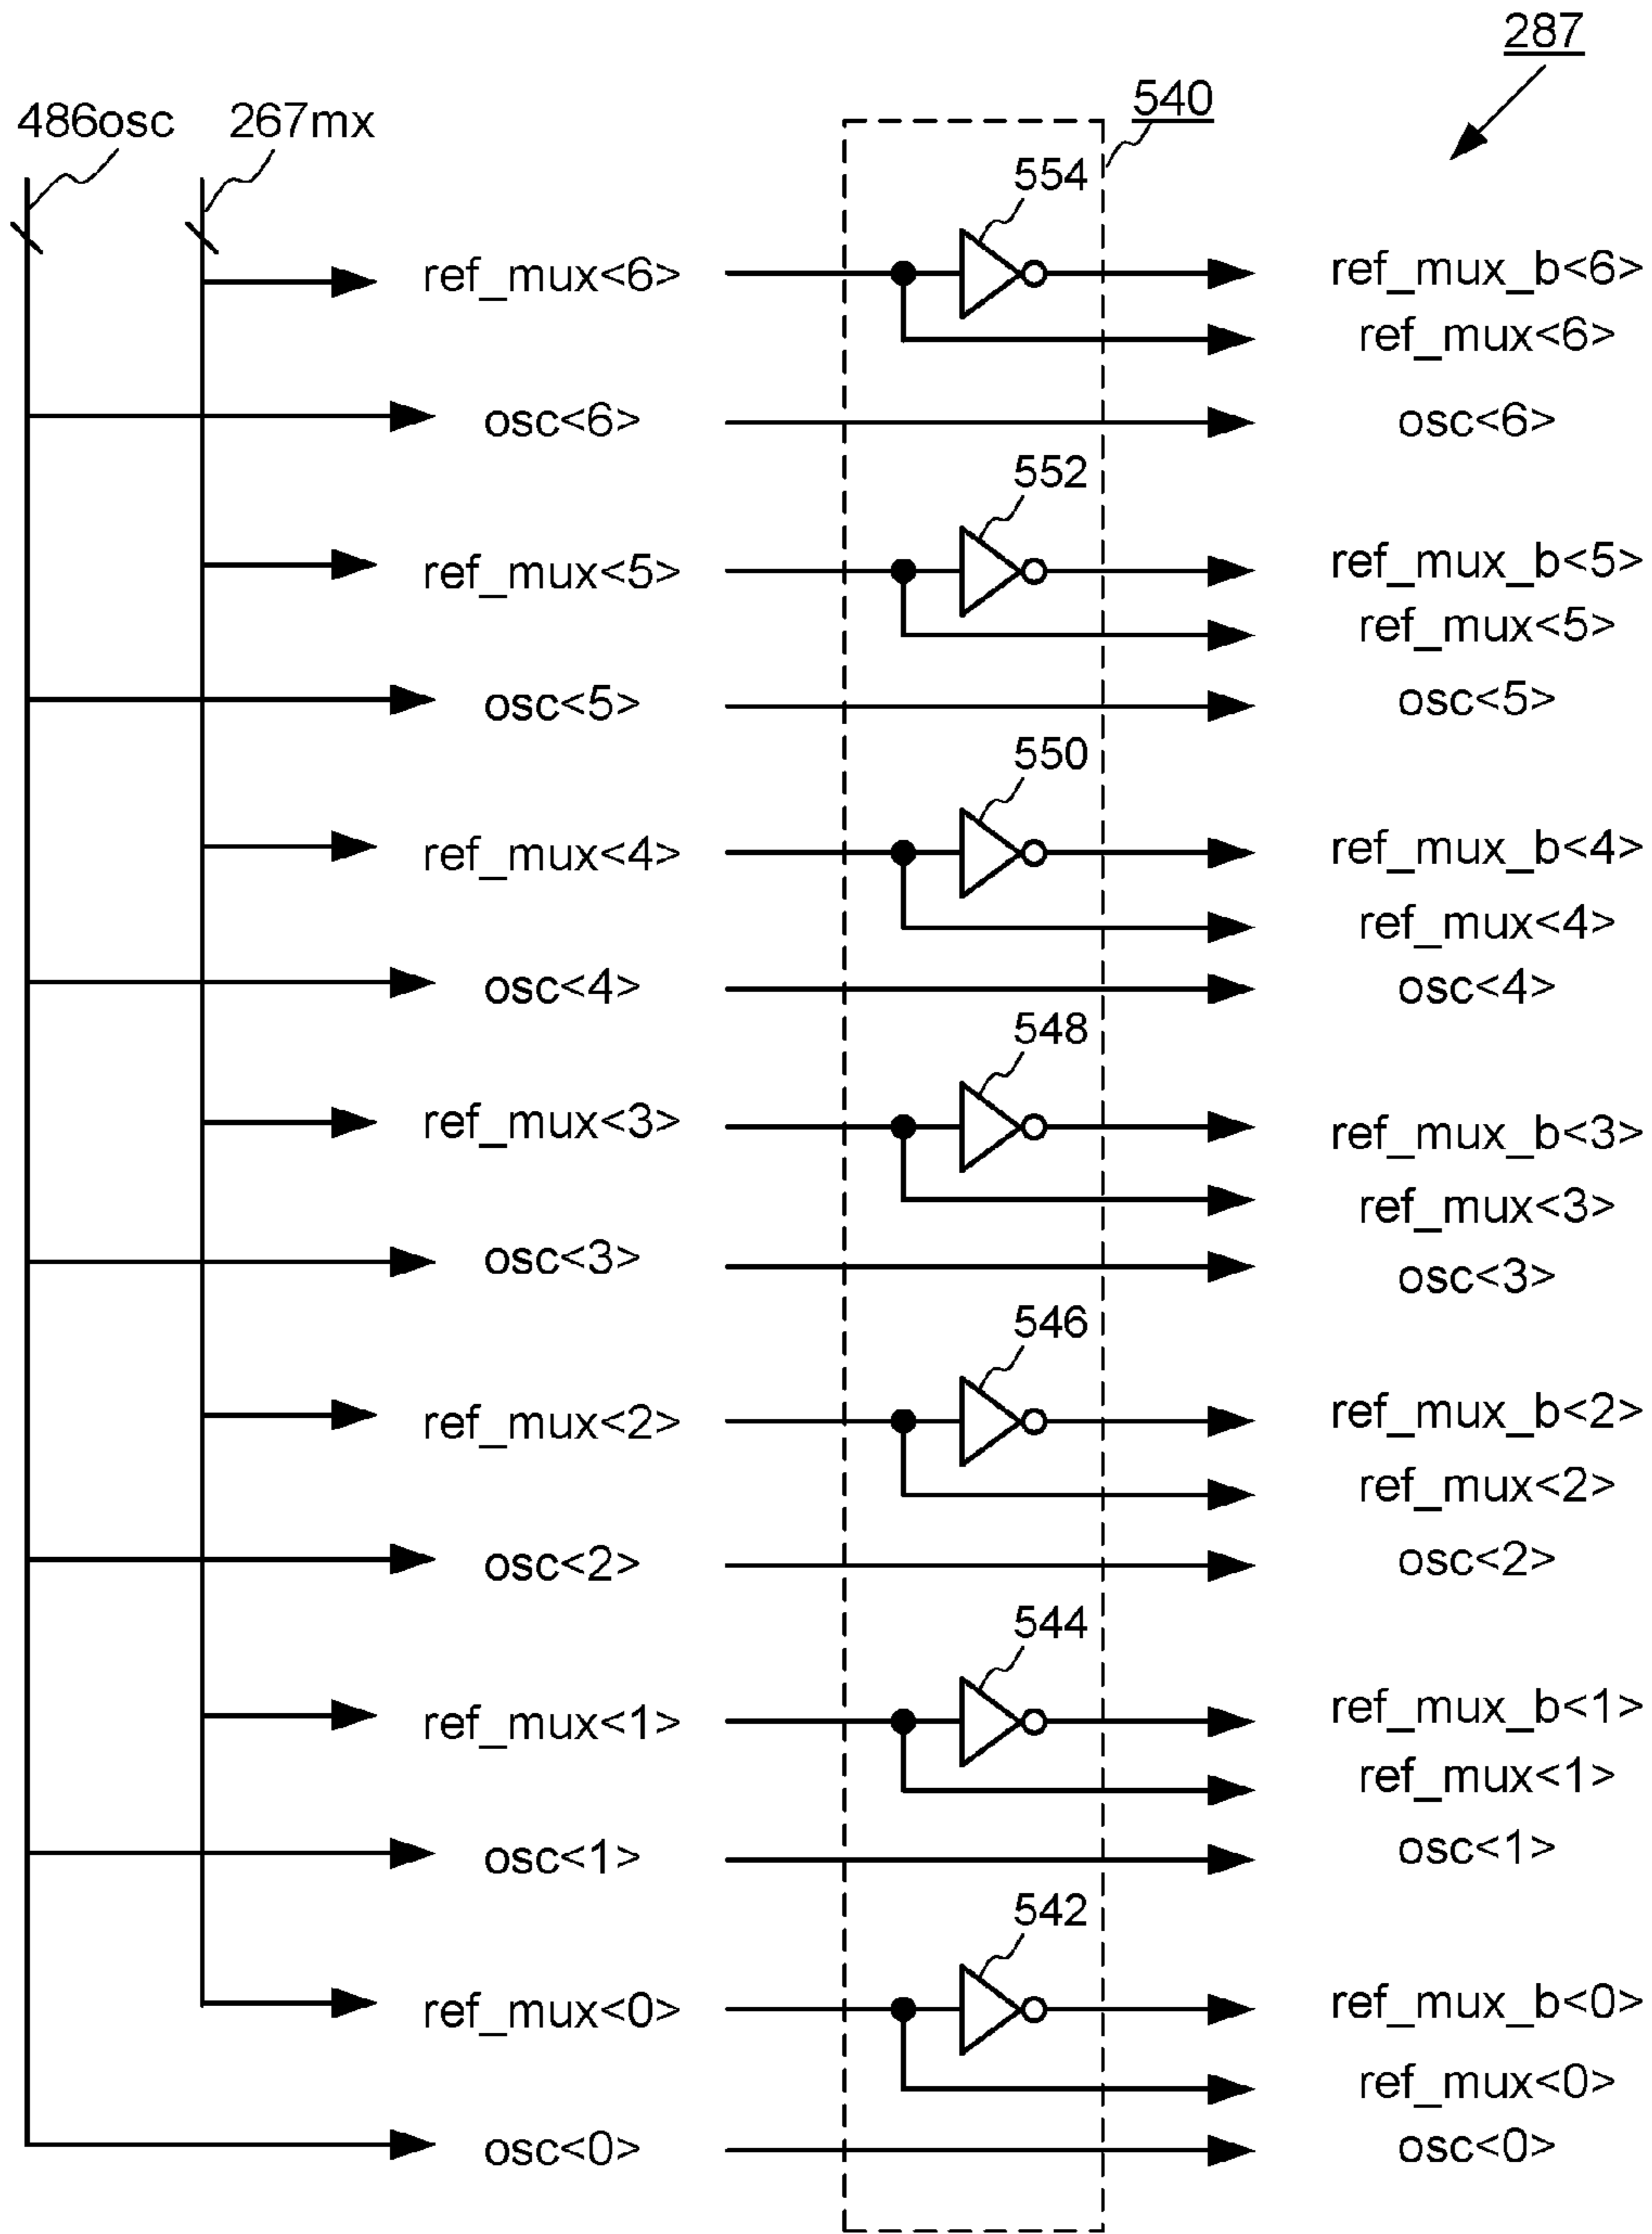 287
486osc 267mx 540
554
ref_mux<6> ref_mux_b<6>
ref_mux<6>
osc<6> osc<6>
552
ref_mux<5> ref_mux_b<5>
ref_mux<5>
osc<5> osc<5>
550
ref_mux<4> ref_mux_b<4>
ref_mux<4>
osc<4> osc<4>
548
ref_mux<3> ref_mux_b<3>
ref_mux<3>
osc<3> osc<3>
546
ref_mux<2> ref_mux_b<2>
ref_mux<2>
osc<2> osc<2>
544
ref_mux<1> ref_mux_b<1>
ref_mux<1>
osc<1> osc<1>
542
ref_mux<0> ref_mux_b<0>
ref_mux<0>
osc<0> osc<0>